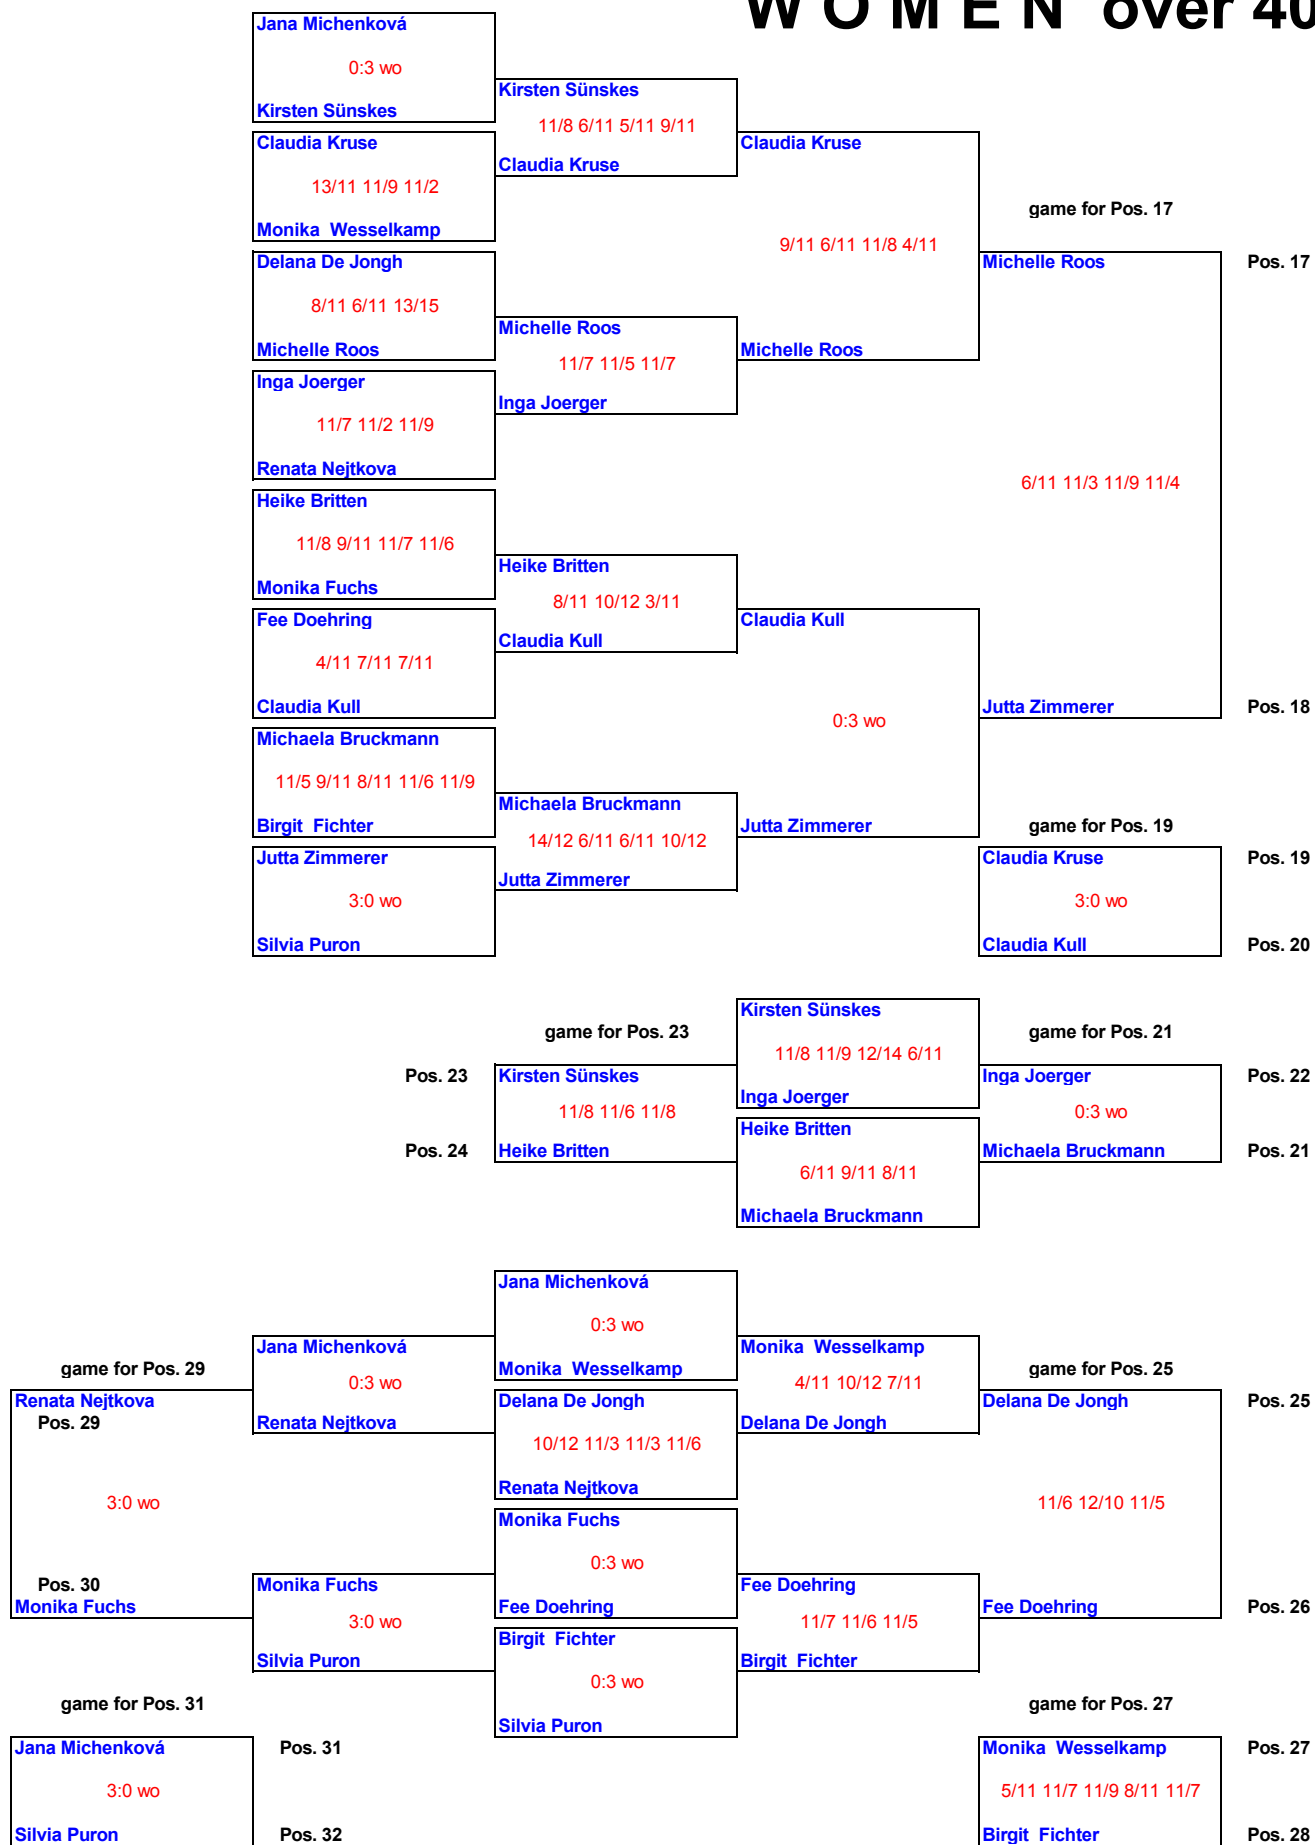 W O M E N over 40
Jana Michenková
0:3 wo
Kirsten Sünskes
Kirsten Sünskes
11/8 6/11 5/11 9/11
Claudia Kruse
Claudia Kruse
13/11 11/9 11/2
Monika Wesselkamp
Claudia Kruse
9/11 6/11 11/8 4/11
Michelle Roos
Delana De Jongh
8/11 6/11 13/15
Michelle Roos
Michelle Roos
11/7 11/5 11/7
Inga Joerger
Inga Joerger
11/7 11/2 11/9
Renata Nejtkova
game for Pos. 17
Michelle Roos
Pos. 17
6/11 11/3 11/9 11/4
Jutta Zimmerer
Pos. 18
Heike Britten
11/8 9/11 11/7 11/6
Monika Fuchs
Heike Britten
8/11 10/12 3/11
Claudia Kull
Fee Doehring
4/11 7/11 7/11
Claudia Kull
Claudia Kull
0:3 wo
Jutta Zimmerer
Michaela Bruckmann
11/5 9/11 8/11 11/6 11/9
Birgit Fichter
Michaela Bruckmann
14/12 6/11 6/11 10/12
Jutta Zimmerer
Jutta Zimmerer
3:0 wo
Silvia Puron
game for Pos. 19
Claudia Kruse
Pos. 19
3:0 wo
Claudia Kull
Pos. 20
game for Pos. 23
Pos. 23
Kirsten Sünskes
11/8 11/6 11/8
Pos. 24
Heike Britten
Kirsten Sünskes
11/8 11/9 12/14 6/11
Inga Joerger
Heike Britten
6/11 9/11 8/11
Michaela Bruckmann
game for Pos. 21
Inga Joerger
Pos. 22
0:3 wo
Michaela Bruckmann
Pos. 21
game for Pos. 29
Renata Nejtkova
Pos. 29
3:0 wo
Pos. 30
Monika Fuchs
Jana Michenková
0:3 wo
Renata Nejtkova
Monika Fuchs
3:0 wo
Silvia Puron
Jana Michenková
0:3 wo
Monika Wesselkamp
Delana De Jongh
10/12 11/3 11/3 11/6
Renata Nejtkova
Monika Fuchs
0:3 wo
Fee Doehring
Birgit Fichter
0:3 wo
Silvia Puron
Monika Wesselkamp
4/11 10/12 7/11
Delana De Jongh
Fee Doehring
11/7 11/6 11/5
Birgit Fichter
game for Pos. 25
Delana De Jongh
Pos. 25
11/6 12/10 11/5
Fee Doehring
Pos. 26
game for Pos. 31
Jana Michenková
Pos. 31
3:0 wo
Silvia Puron
Pos. 32
game for Pos. 27
Monika Wesselkamp
Pos. 27
5/11 11/7 11/9 8/11 11/7
Birgit Fichter
Pos. 28